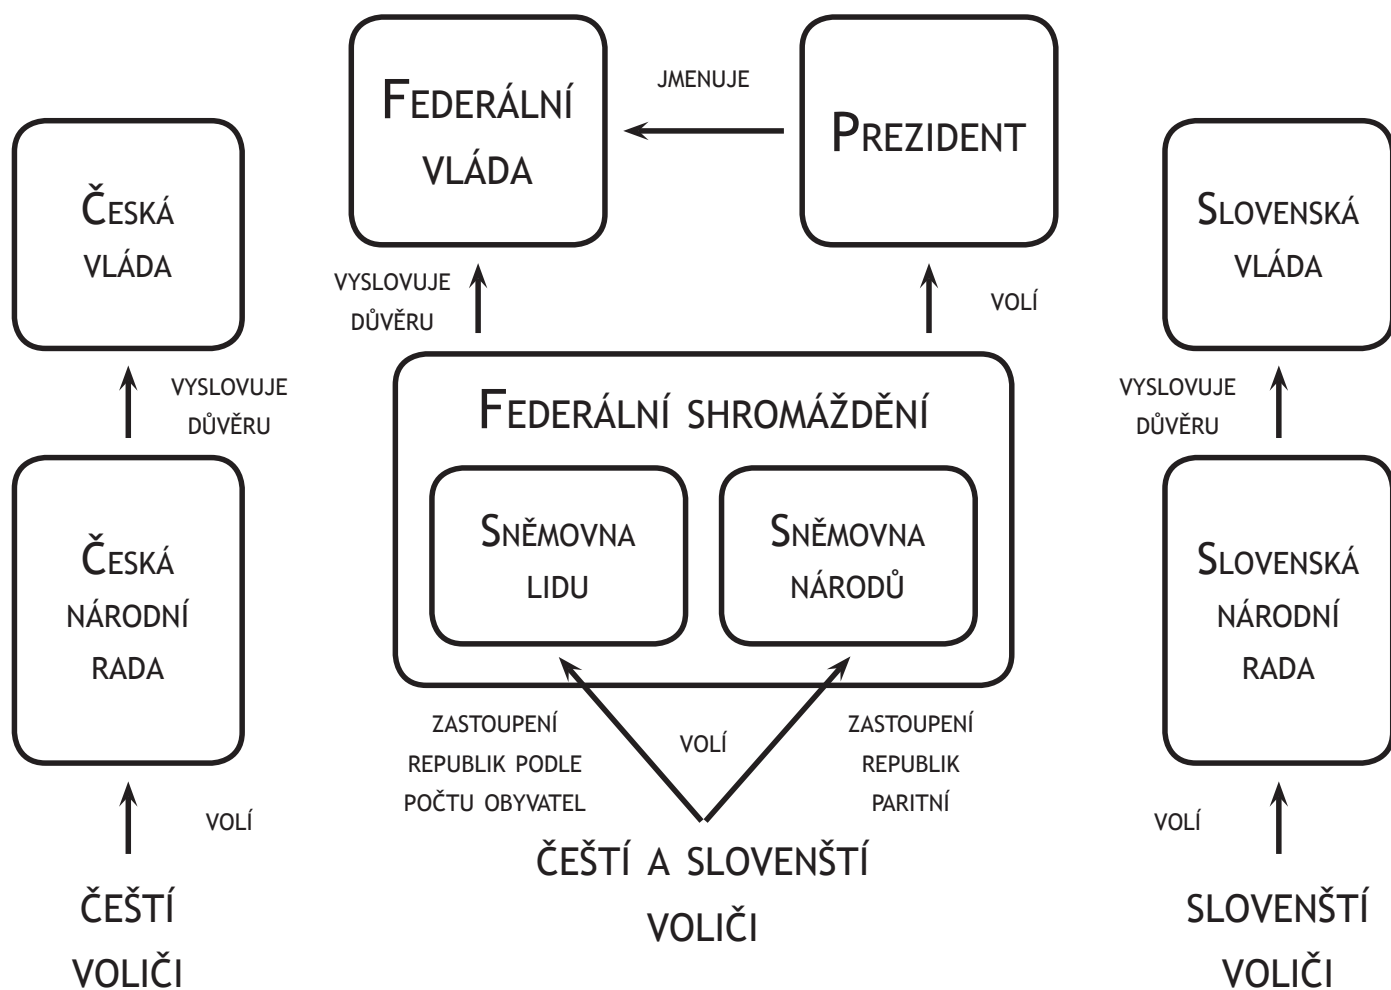 Federální
vláda
jmenuje
Prezident
Česká
vláda
Slovenská
vláda
vyslovuje
důvěru
volí
vyslovuje
důvěru
vyslovuje
důvěru
Federální shromáždění
Sněmovna
lidu
Sněmovna
národů
Česká
národní
rada
Slovenská
národní
rada
zastoupení
republik podle
počtu obyvatel
volí
zastoupení
republik
paritní
volí
volí
čeští a slovenští
voliči
čeští
voliči
slovenští
voliči